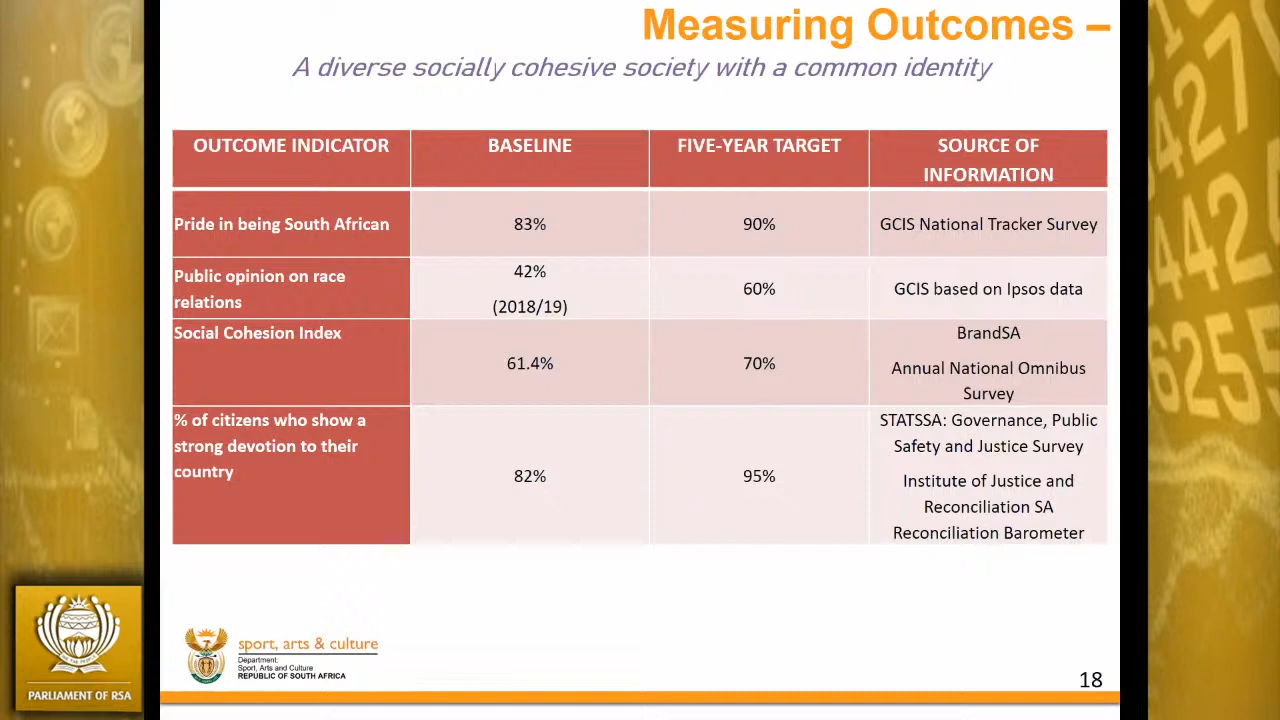 Measuring Outcomes –
A diverse socially cohesive society with a common identity
OUTCOME INDICATOR
BASELINE
FIVE-YEAR TARGET
SOURCE OF
INFORMATION
Pride in being South African
83%
90%
GCIS National Tracker Survey
Public opinion on race
relations
42%
(2018/19)
60%
GCIS based on Ipsos data
Social Cohesion Index
61.4%
70%
BrandSA
Annual National Omnibus
Survey
% of citizens who show a
strong devotion to their
country
82%
95%
STATSSA: Governance, Public
Safety and Justice Survey
Institute of Justice and
Reconciliation SA
Reconciliation Barometer
sport, arts & culture
Department:
Sport, Arts and Culture
REPUBLIC OF SOUTH AFRICA
18
PARLIAMENT OF RSA